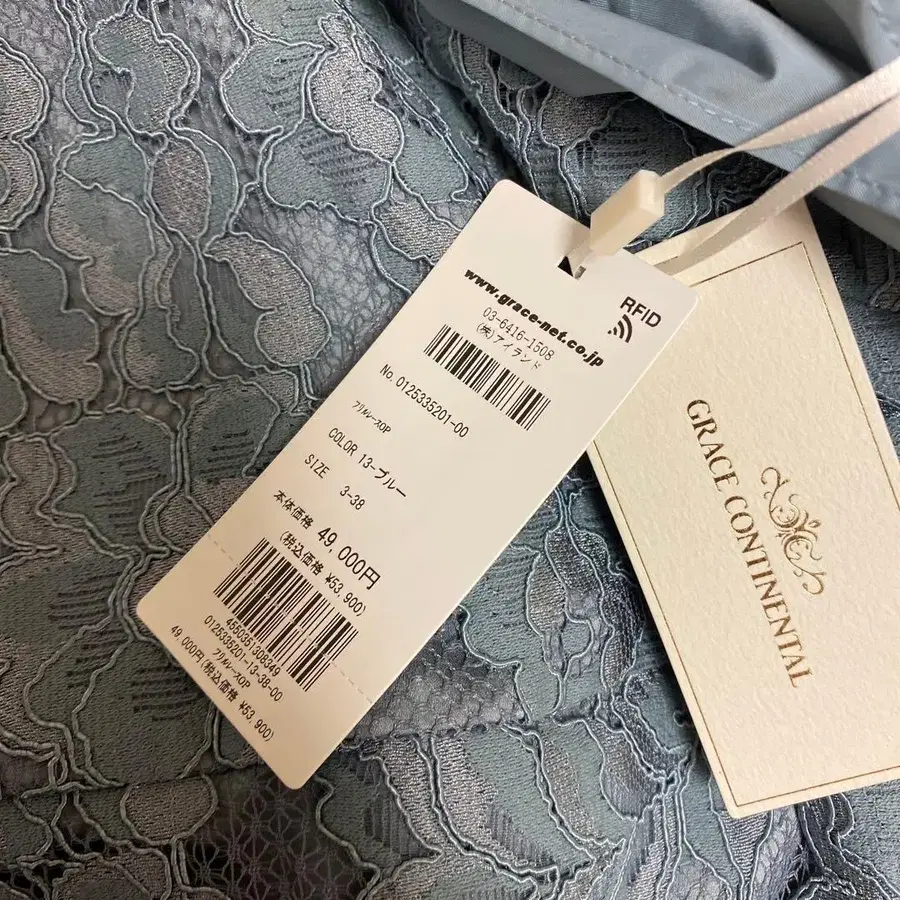 www.grace-net.co.jp
RFID
03-6416-1508
(株)アイランド
No. 0125335201-00
フリルレースOP
COLOR 13-ブルー
SIZE 3-38
本体価格 49,000円
(税込価格 ¥53,900)
4550351308349
0125335201-13-38-00
フリルレースOP
49,000円(税込価格 ¥53,900)
GRACE CONTINENTAL